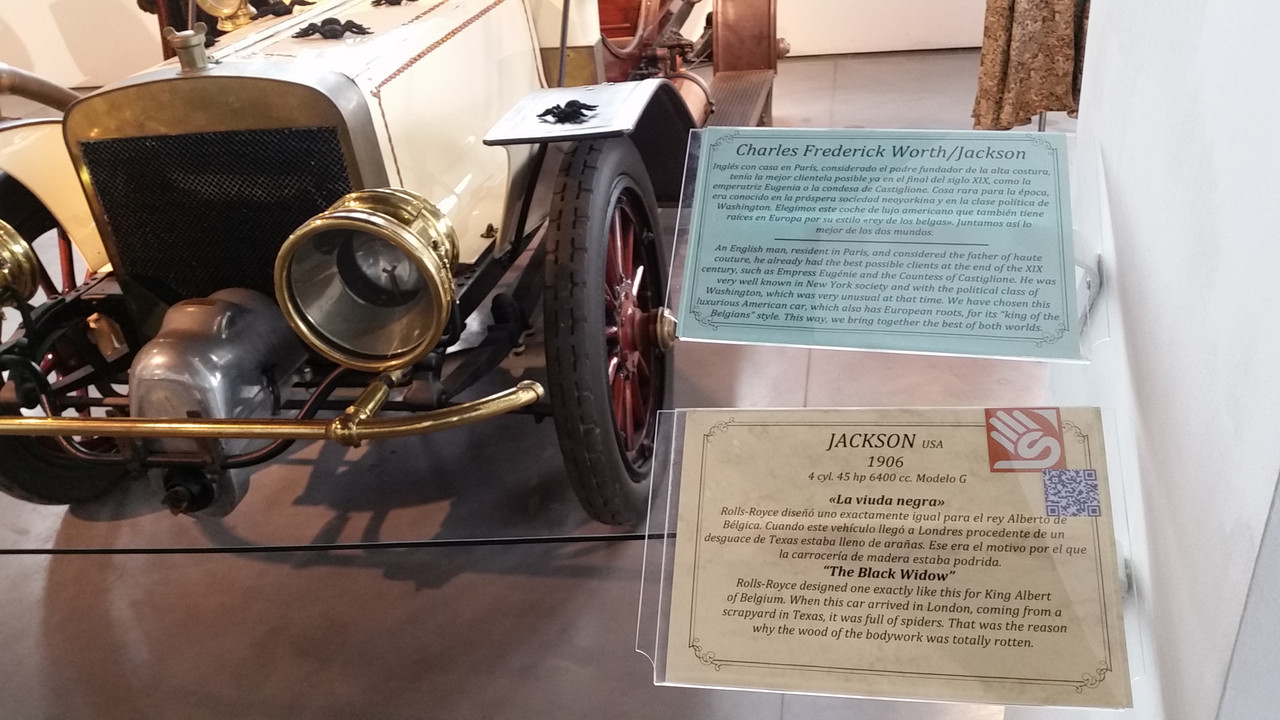 Charles Frederick Worth/Jackson
Inglés con casa en París, considerado el padre fundador de la alta costura,
tenía la mejor clientela posible ya en el final del siglo XIX, como la
emperatriz Eugenia o la condesa de Castiglione. Cosa rara para la época,
era conocido en la próspera sociedad neoyorkina y en la clase política de
Washington. Elegimos este coche de lujo americano que también tiene
raíces en Europa por su estilo «rey de los belgas». Juntamos así lo
mejor de los dos mundos.
An English man, resident in Paris, and considered the father of haute
couture, he already had the best possible clients at the end of the XIX
century, such as Empress Eugénie and the Countess of Castiglione. He was
very well known in New York society and with the political class of
Washington, which was very unusual at that time. We have chosen this
luxurious American car, which also has European roots, for its "king of the
Belgians" style. This way, we bring together the best of both worlds.
JACKSON USA
1906
4 cyl. 45 hp 6400 cc. Modelo G
«La viuda negra»
Rolls-Royce diseñó uno exactamente igual para el rey Alberto de
Bélgica. Cuando este vehículo llegó a Londres procedente de un
desguace de Texas estaba lleno de arañas. Ese era el motivo por el que
la carrocería de madera estaba podrida.
"The Black Widow"
Rolls-Royce designed one exactly like this for King Albert
of Belgium. When this car arrived in London, coming from a
scrapyard in Texas, it was full of spiders. That was the reason
why the wood of the bodywork was totally rotten.